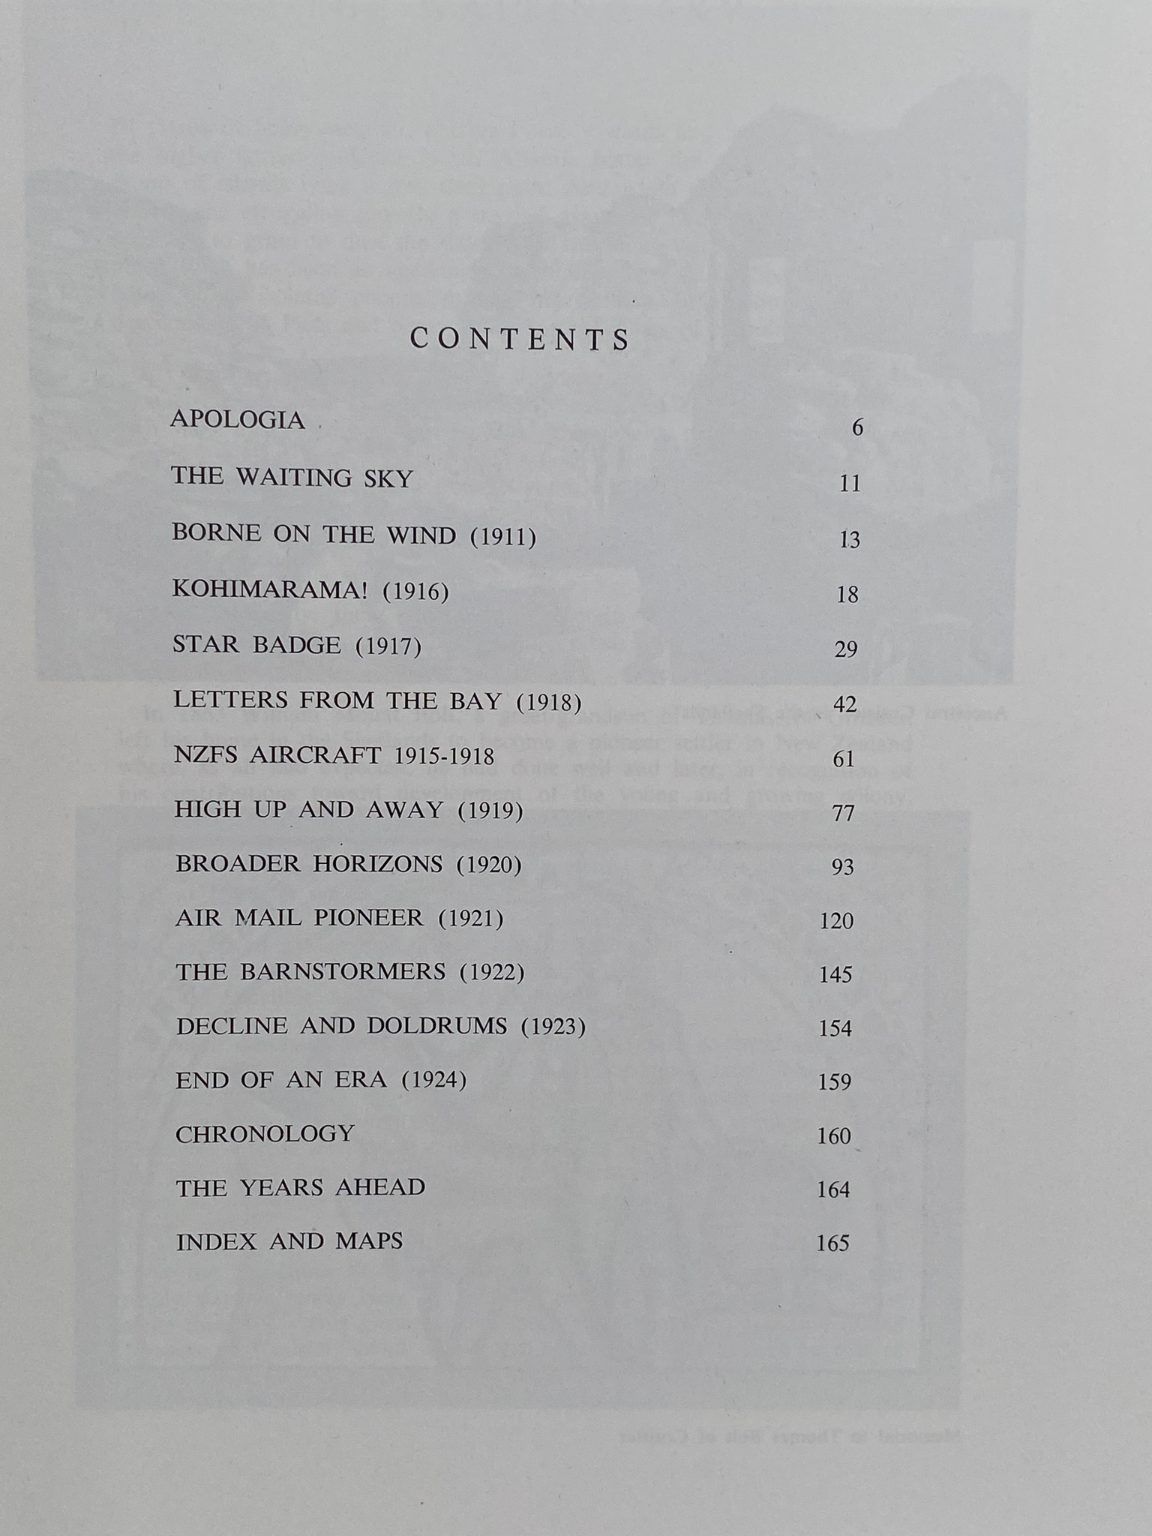 CONTENTS
APOLOGIA 6
THE WAITING SKY 11
BORNE ON THE WIND (1911) 13
KOHIMARAMA! (1916) 18
STAR BADGE (1917) 29
LETTERS FROM THE BAY (1918) 42
NZFS AIRCRAFT 1915-1918 61
HIGH UP AND AWAY (1919) 77
BROADER HORIZONS (1920) 93
AIR MAIL PIONEER (1921) 120
THE BARNSTORMERS (1922) 145
DECLINE AND DOLDRUMS (1923) 154
END OF AN ERA (1924) 159
CHRONOLOGY 160
THE YEARS AHEAD 164
INDEX AND MAPS 165